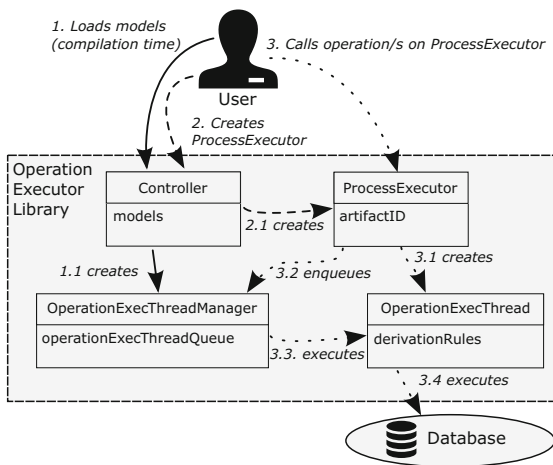 1. Loads models
(compilation time)
3. Calls operation/s on ProcessExecutor
User
2. Creates
ProcessExecutor
Operation
Executor
Library
Controller
models
ProcessExecutor
artifactID
2.1 creates
1.1 creates
3.2 enqueues
3.1 creates
OperationExecThreadManager
operationExecThreadQueue
OperationExecThread
derivationRules
3.3. executes
3.4 executes
Database